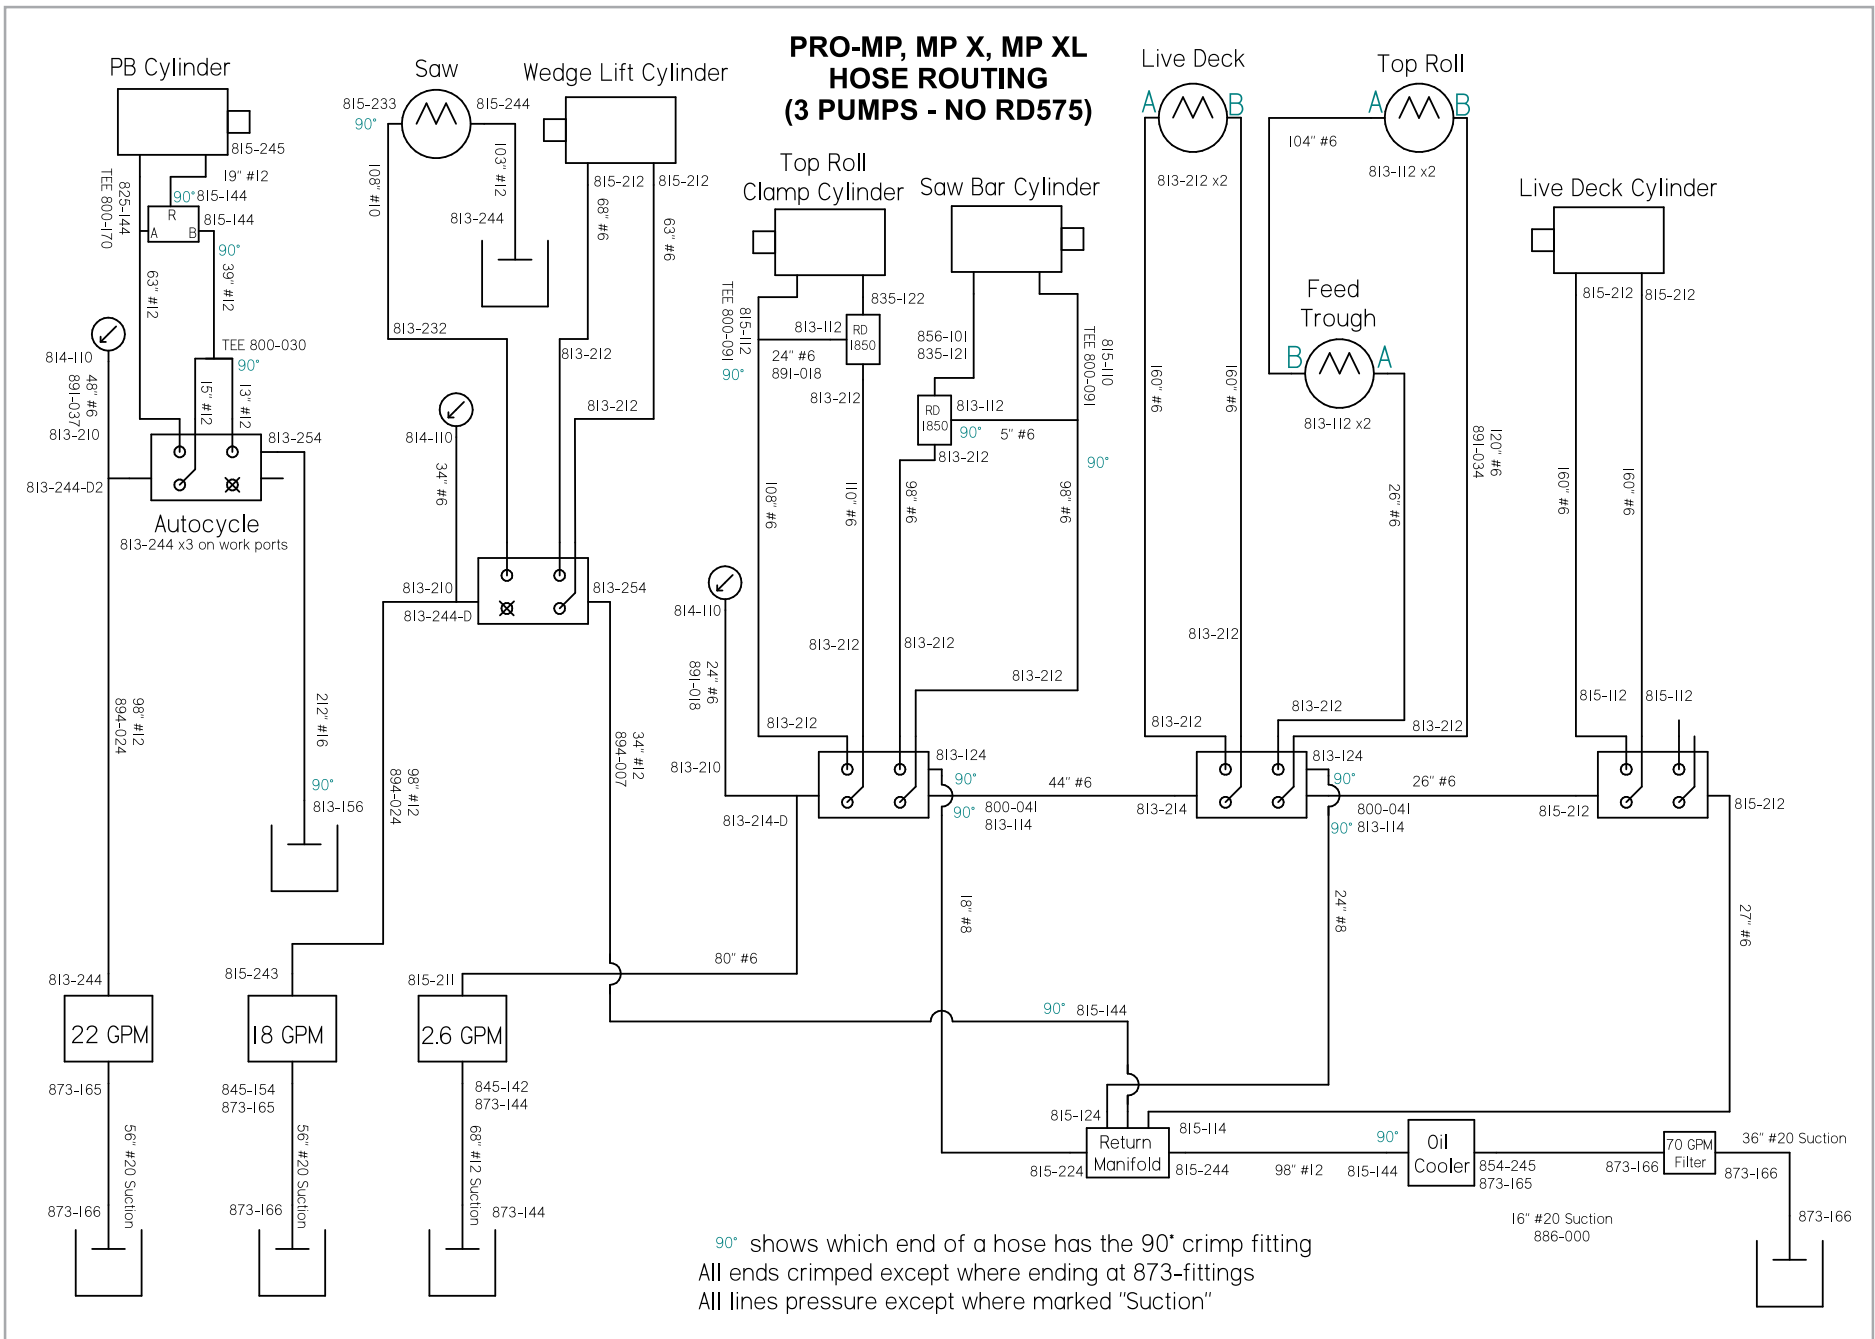 PRO-MP, MP X, MP XL
HOSE ROUTING
(3 PUMPS - NO RD575)
PB Cylinder
815-245
19" #12
90° 815-144
R
815-144
A
B
90°
825-144
TEE 800-170
63" #12
39" #12
TEE 800-030
90°
814-110
48" #6
891-037
813-210
15" #12
13" #12
813-254
813-244-D2
Autocycle
813-244 x3 on work ports
98" #12
894-024
212" #16
90°
813-156
813-244
22 GPM
873-165
56" #20 Suction
873-166
Saw
815-233
90°
815-244
108" #10
103" #12
813-244
813-232
Wedge Lift Cylinder
815-212
815-212
68" #6
63" #6
813-212
813-212
814-110
34" #6
813-210
813-244-D
813-254
98" #12
894-024
34" #12
894-007
815-243
18 GPM
845-154
873-165
56" #20 Suction
873-166
815-211
2.6 GPM
845-142
873-144
68" #12 Suction
873-144
80" #6
Top Roll
Clamp Cylinder
835-122
813-112
RD
1850
815-112
TEE 800-091
90°
24" #6
891-018
813-212
108" #6
110" #6
814-110
24" #6
891-018
813-210
813-212
813-212
813-214-D
Saw Bar Cylinder
856-101
835-121
RD
1850
813-112
90°
5" #6
813-212
815-110
TEE 800-091
90°
98" #6
98" #6
813-212
813-212
813-124
90°
90°
44" #6
800-041
813-114
18" #8
Live Deck
A
B
813-212 x2
160" #6
160" #6
813-212
813-212
813-214
Top Roll
A
B
104" #6
813-112 x2
Feed
Trough
B
A
813-112 x2
120" #6
891-034
26" #6
813-212
813-212
813-124
90°
26" #6
800-041
90° 813-114
24" #8
Live Deck Cylinder
815-212
815-212
160" #6
160" #6
815-112
815-112
815-212
815-212
27" #6
90° 815-144
815-124
815-114
Return
Manifold
815-224
815-244
98" #12
90°
815-144
Oil
Cooler
854-245
873-165
16" #20 Suction
886-000
873-166
70 GPM
Filter
36" #20 Suction
873-166
873-166
90° shows which end of a hose has the 90° crimp fitting
All ends crimped except where ending at 873-fittings
All lines pressure except where marked "Suction"